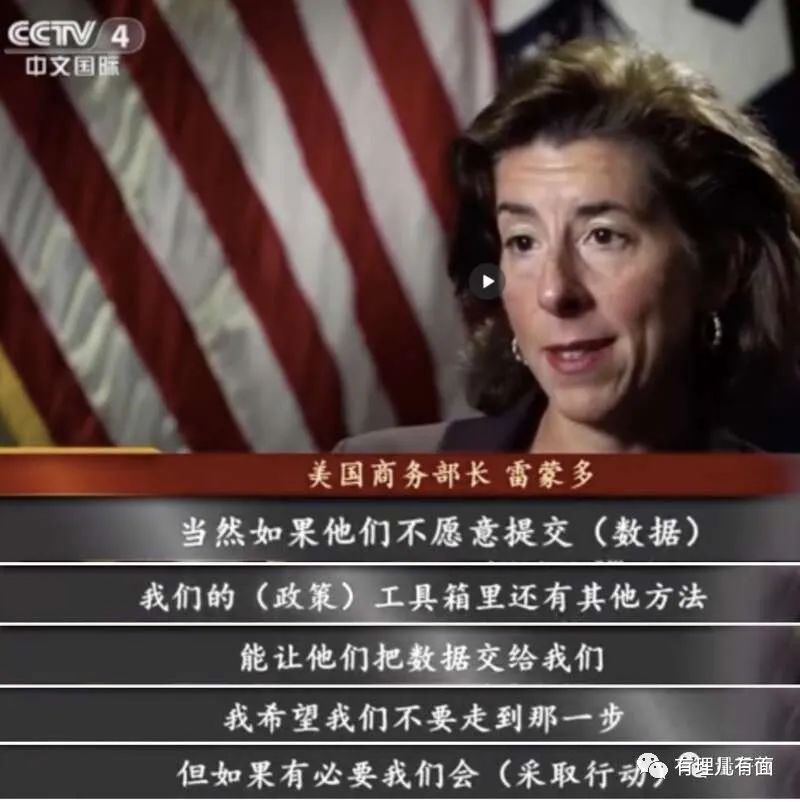 CCTV 4
中文国际
美国商务部长 雷蒙多
当然如果他们不愿意提交（数据）
我们的（政策）工具箱里还有其他方法
能让他们把数据交给我们
我希望我们不要走到那一步
但如果有必要我们会（采取行动）
有理儿有面